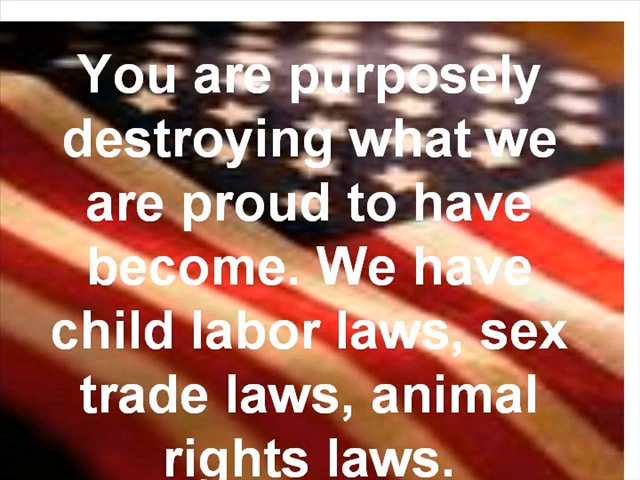 You are purposely
destroying what we
are proud to have
become. We have
child labor laws, sex
trade laws, animal
rights laws.